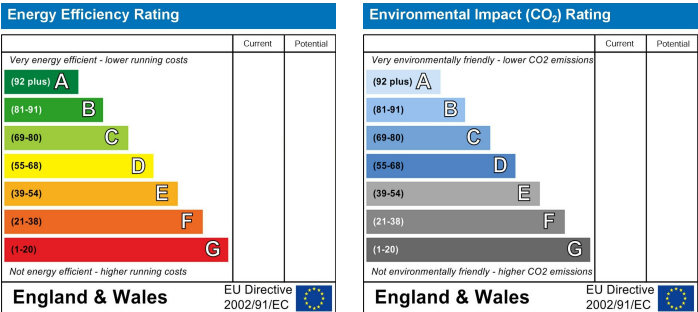 Energy Efficiency Rating
Current Potential
Very energy efficient - lower running costs
(92 plus) A
(81-91) B
(69-80) C
(55-68) D
(39-54) E
(21-38) F
(1-20) G
Not energy efficient - higher running costs
England & Wales
EU Directive
2002/91/EC
Environmental Impact (CO₂) Rating
Current Potential
Very environmentally friendly - lower CO2 emissions
(92 plus) A
(81-91) B
(69-80) C
(55-68) D
(39-54) E
(21-38) F
(1-20) G
Not environmentally friendly - higher CO2 emissions
England & Wales
EU Directive
2002/91/EC